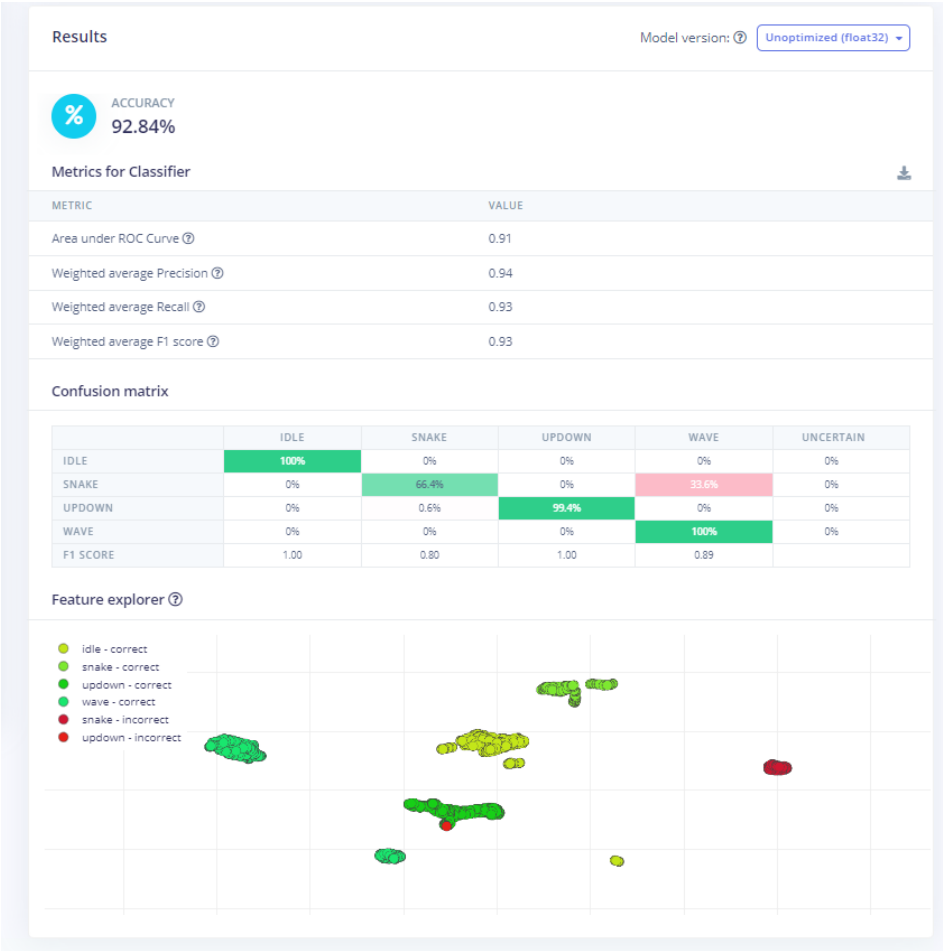 Results
Model version: Unoptimized (float32)
%
ACCURACY
92.84%
Metrics for Classifier
METRIC VALUE
Area under ROC Curve 0.91
Weighted average Precision 0.94
Weighted average Recall 0.93
Weighted average F1 score 0.93
Confusion matrix
IDLE SNAKE UPDOWN WAVE UNCERTAIN
IDLE 100% 0% 0% 0% 0%
SNAKE 0% 66.4% 0% 33.6% 0%
UPDOWN 0% 0.6% 99.4% 0% 0%
WAVE 0% 0% 0% 100% 0%
F1 SCORE 1.00 0.80 1.00 0.89
Feature explorer
idle - correct
snake - correct
updown - correct
wave - correct
snake - incorrect
updown - incorrect